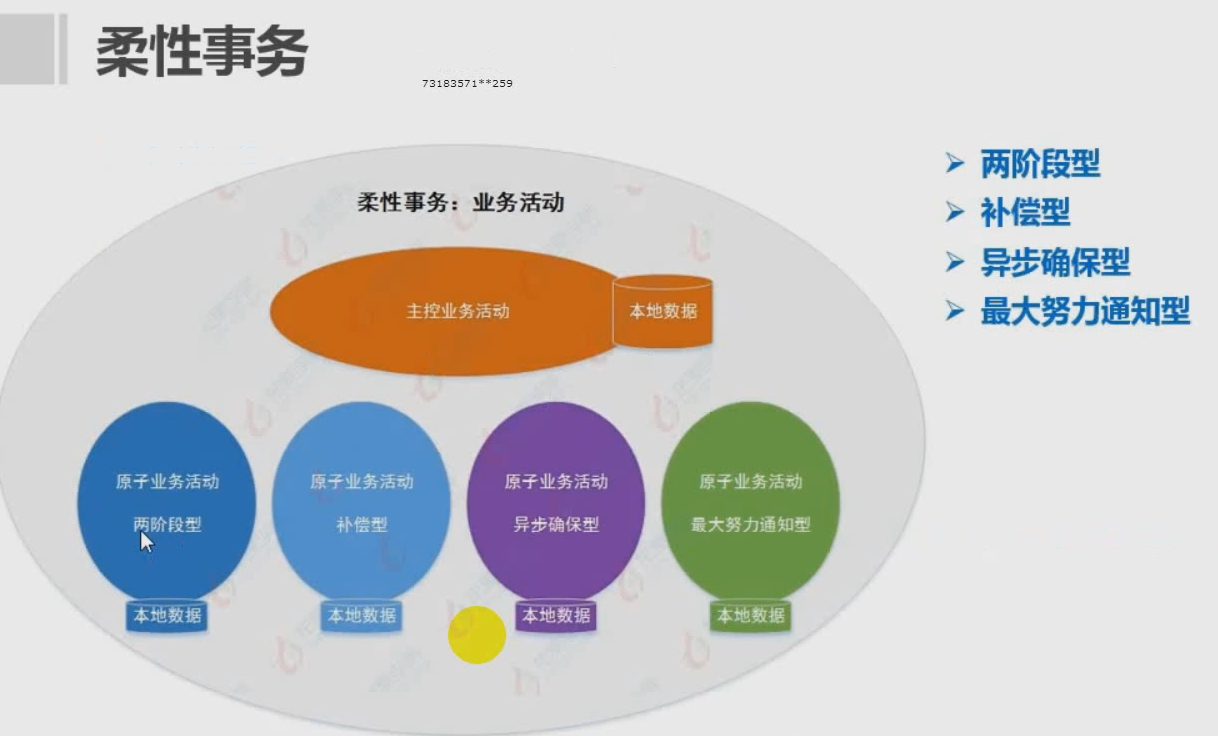 柔性事务
73183571**259
柔性事务：业务活动
主控业务活动
本地数据
原子业务活动
两阶段型
本地数据
原子业务活动
补偿型
本地数据
原子业务活动
异步确保型
本地数据
原子业务活动
最大努力通知型
本地数据
➢ 两阶段型
➢ 补偿型
➢ 异步确保型
➢ 最大努力通知型